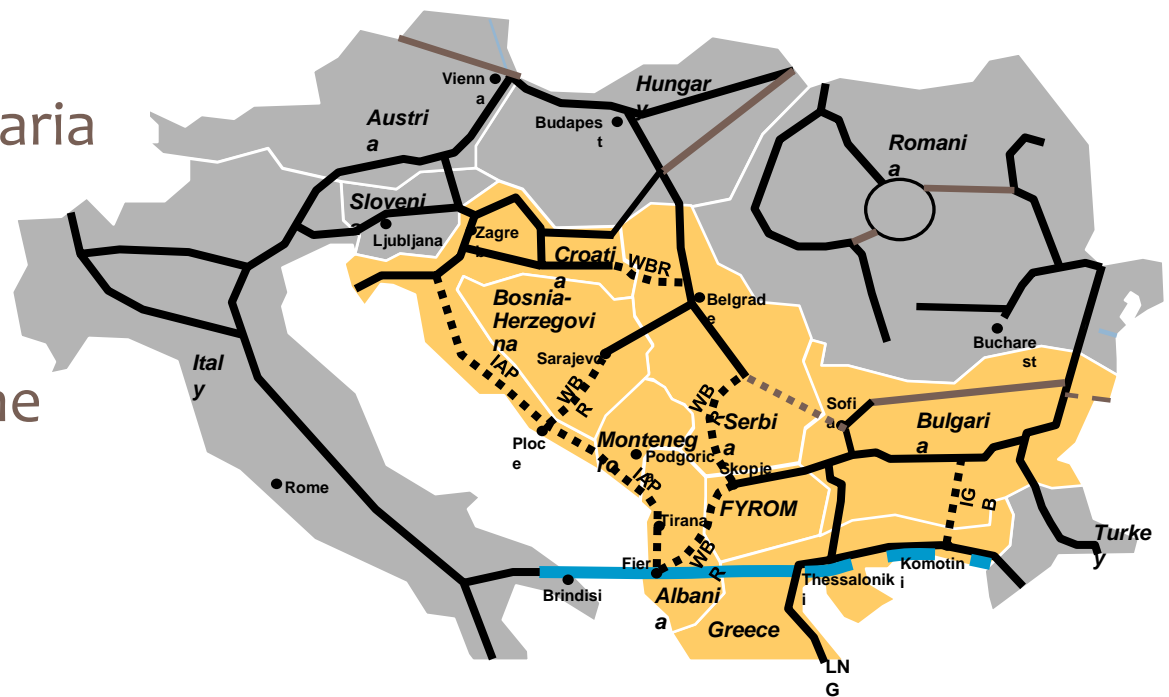 aria
ne
Vienn
a
Hungar
y
Austri
a
Budapes
t
Romani
a
Sloveni
a
Ljubljana
Zagre
b
Croati
a
WBR
Bosnia-
Herzegovi
na
Belgrad
e
Buchare
st
Ital
y
Sarajevo
IAP
WB
R
WB
R
Sofi
a
Serbi
a
Bulgari
a
Ploc
e
Monteneg
ro
Podgoric
IAP
Skopje
Rome
FYROM
IG
B
Tirana
Turke
y
WB
R
Fier
Brindisi
Albani
a
Thessalonik
i
Komotin
i
Greece
LN
G